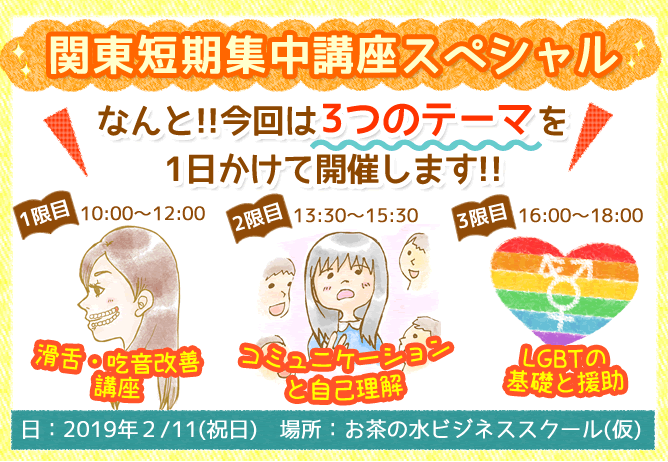 関東短期集中講座スペシャル
なんと!!今回は3つのテーマを
1日かけて開催します!!
1限目 10:00～12:00
滑舌・吃音改善
講座
2限目 13:30～15:30
コミュニケーション
と自己理解
3限目 16:00～18:00
LGBTの
基礎と援助
日：2019年２/11(祝日)　場所：お茶の水ビジネススクール(仮)